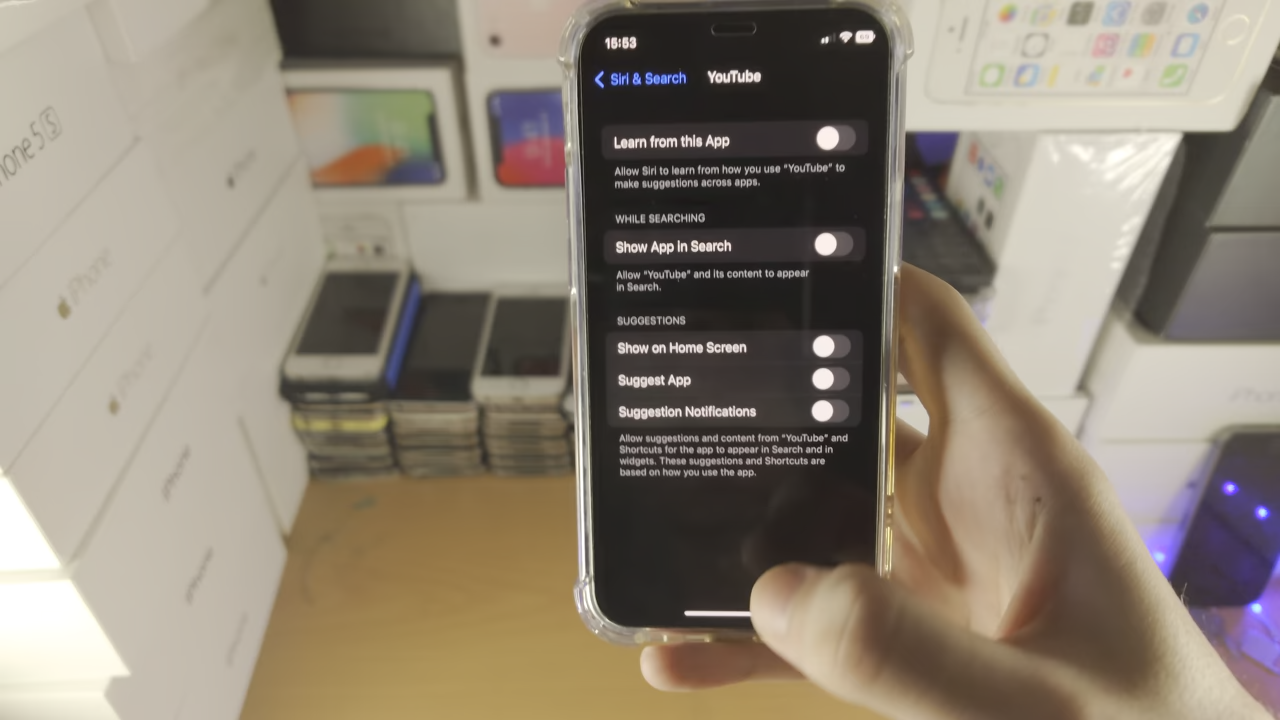 15:53
69
Siri & Search
YouTube
Learn from this App
Allow Siri to learn from how you use “YouTube” to
make suggestions across apps.
WHILE SEARCHING
Show App in Search
Allow “YouTube” and its content to appear
in Search.
SUGGESTIONS
Show on Home Screen
Suggest App
Suggestion Notifications
Allow suggestions and content from “YouTube” and
Shortcuts for the app to appear in Search and in
widgets. These suggestions and Shortcuts are
based on how you use the app.
hone 5s
iPhone
iPhone
iPhone
iPhone